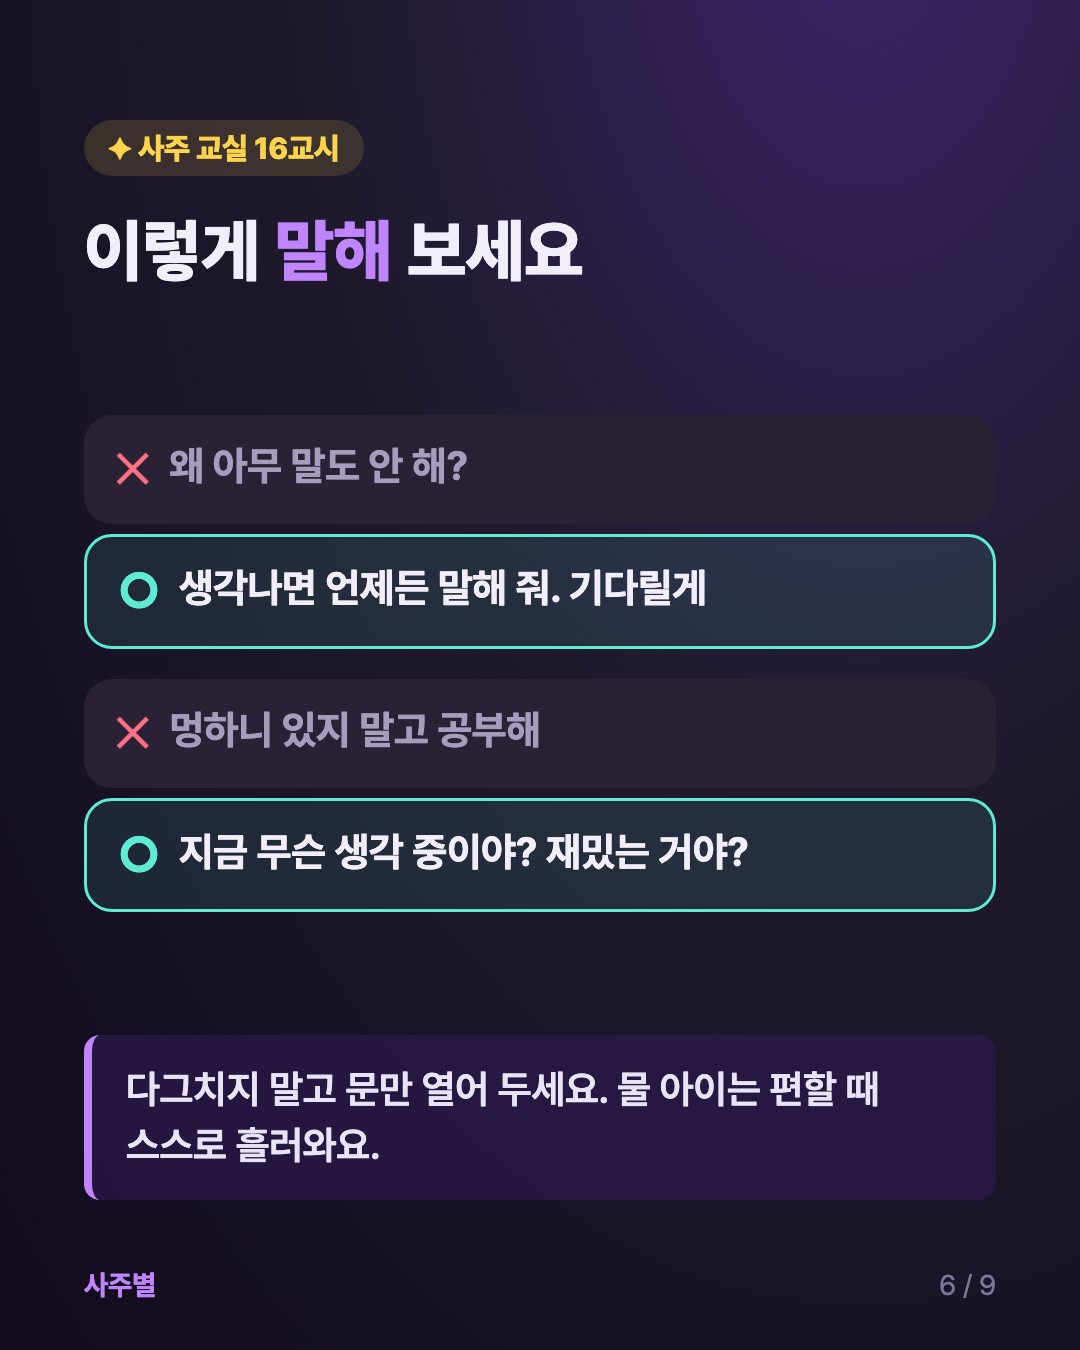 ✦ 사주 교실 16교시
이렇게 말해 보세요
✕ 왜 아무 말도 안 해?
○ 생각나면 언제든 말해 줘. 기다릴게
✕ 멍하니 있지 말고 공부해
○ 지금 무슨 생각 중이야? 재밌는 거야?
다그치지 말고 문만 열어 두세요. 물 아이는 편할 때
스스로 흘러와요.
사주별
6 / 9